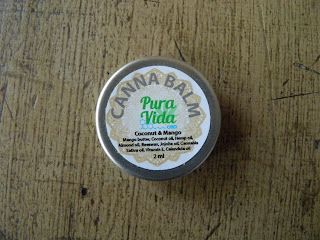 CANNA BALM
Pura
Vida
Coconut & Mango
Mango butter, Coconut oil, Hemp oil,
Almond oil, Beeswax, Jojoba oil, Cannabis
Sativa oil, Vitamin E, Calendula oil
2 ml